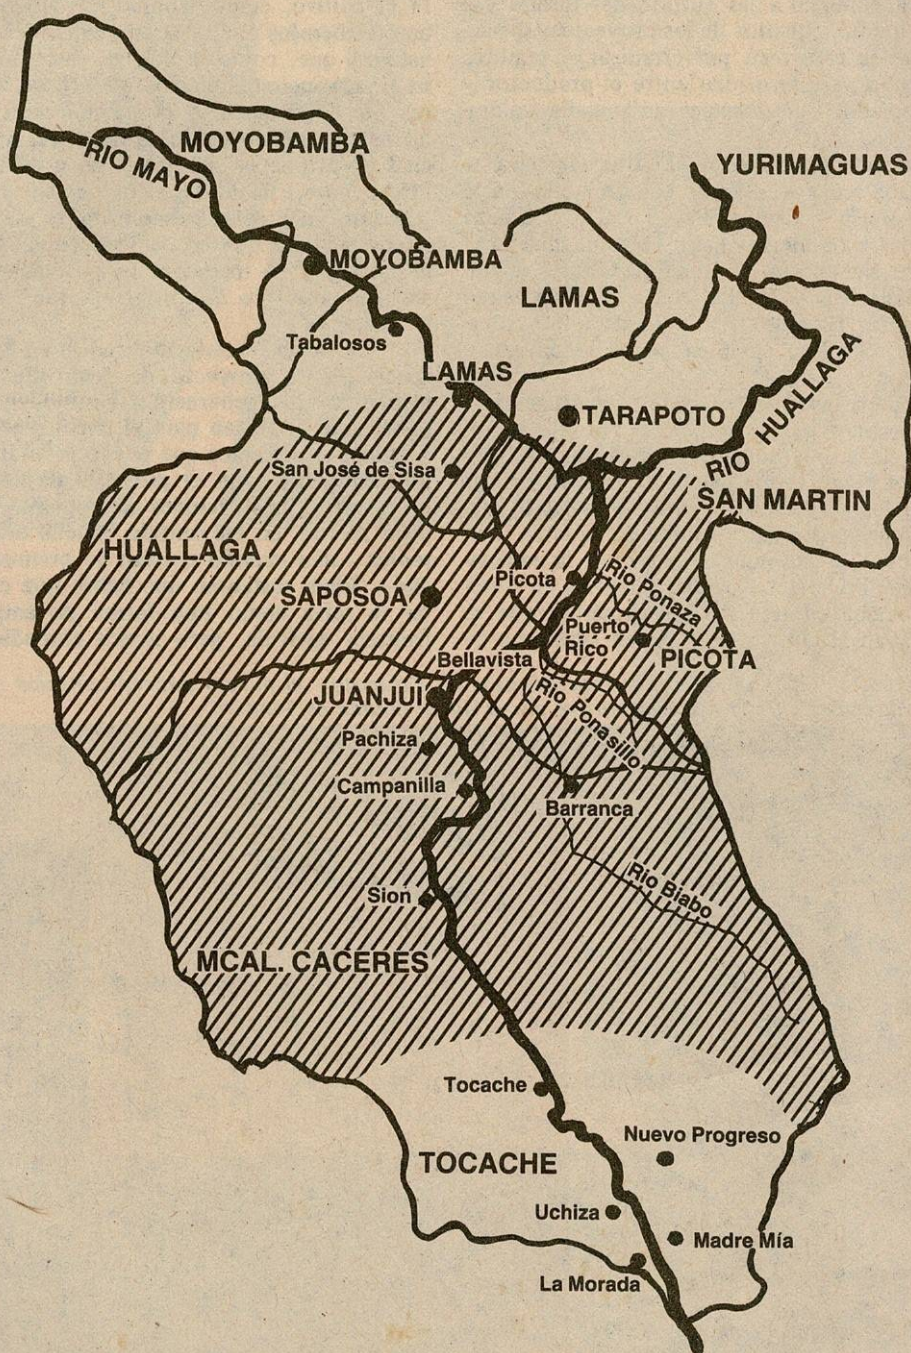 MOYOBAMBA
RIO MAYO
YURIMAGUAS
MOYOBAMBA
LAMAS
Tabalosos
LAMAS
TARAPOTO
RIO HUALLAGA
San José de Sisa
SAN MARTIN
HUALLAGA
Picota
Rio Ponaza
SAPOSOA
Puerto
Rico
PICOTA
Bellavista
JUANJUI
Rio Ponasillo
Pachiza
Campanilla
Barranca
Sion
Rio Biabo
MCAL. CACERES
Tocache
Nuevo Progreso
TOCACHE
Uchiza
Madre Mía
La Morada